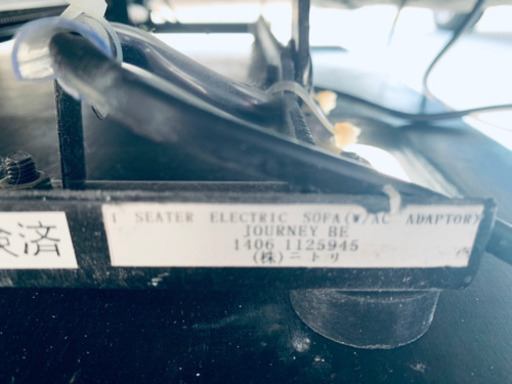 検済
1 SEATER ELECTRIC SOFA(W/AC ADAPTOR)
JOURNEY BE
1406 1125945
(株)ニトリ